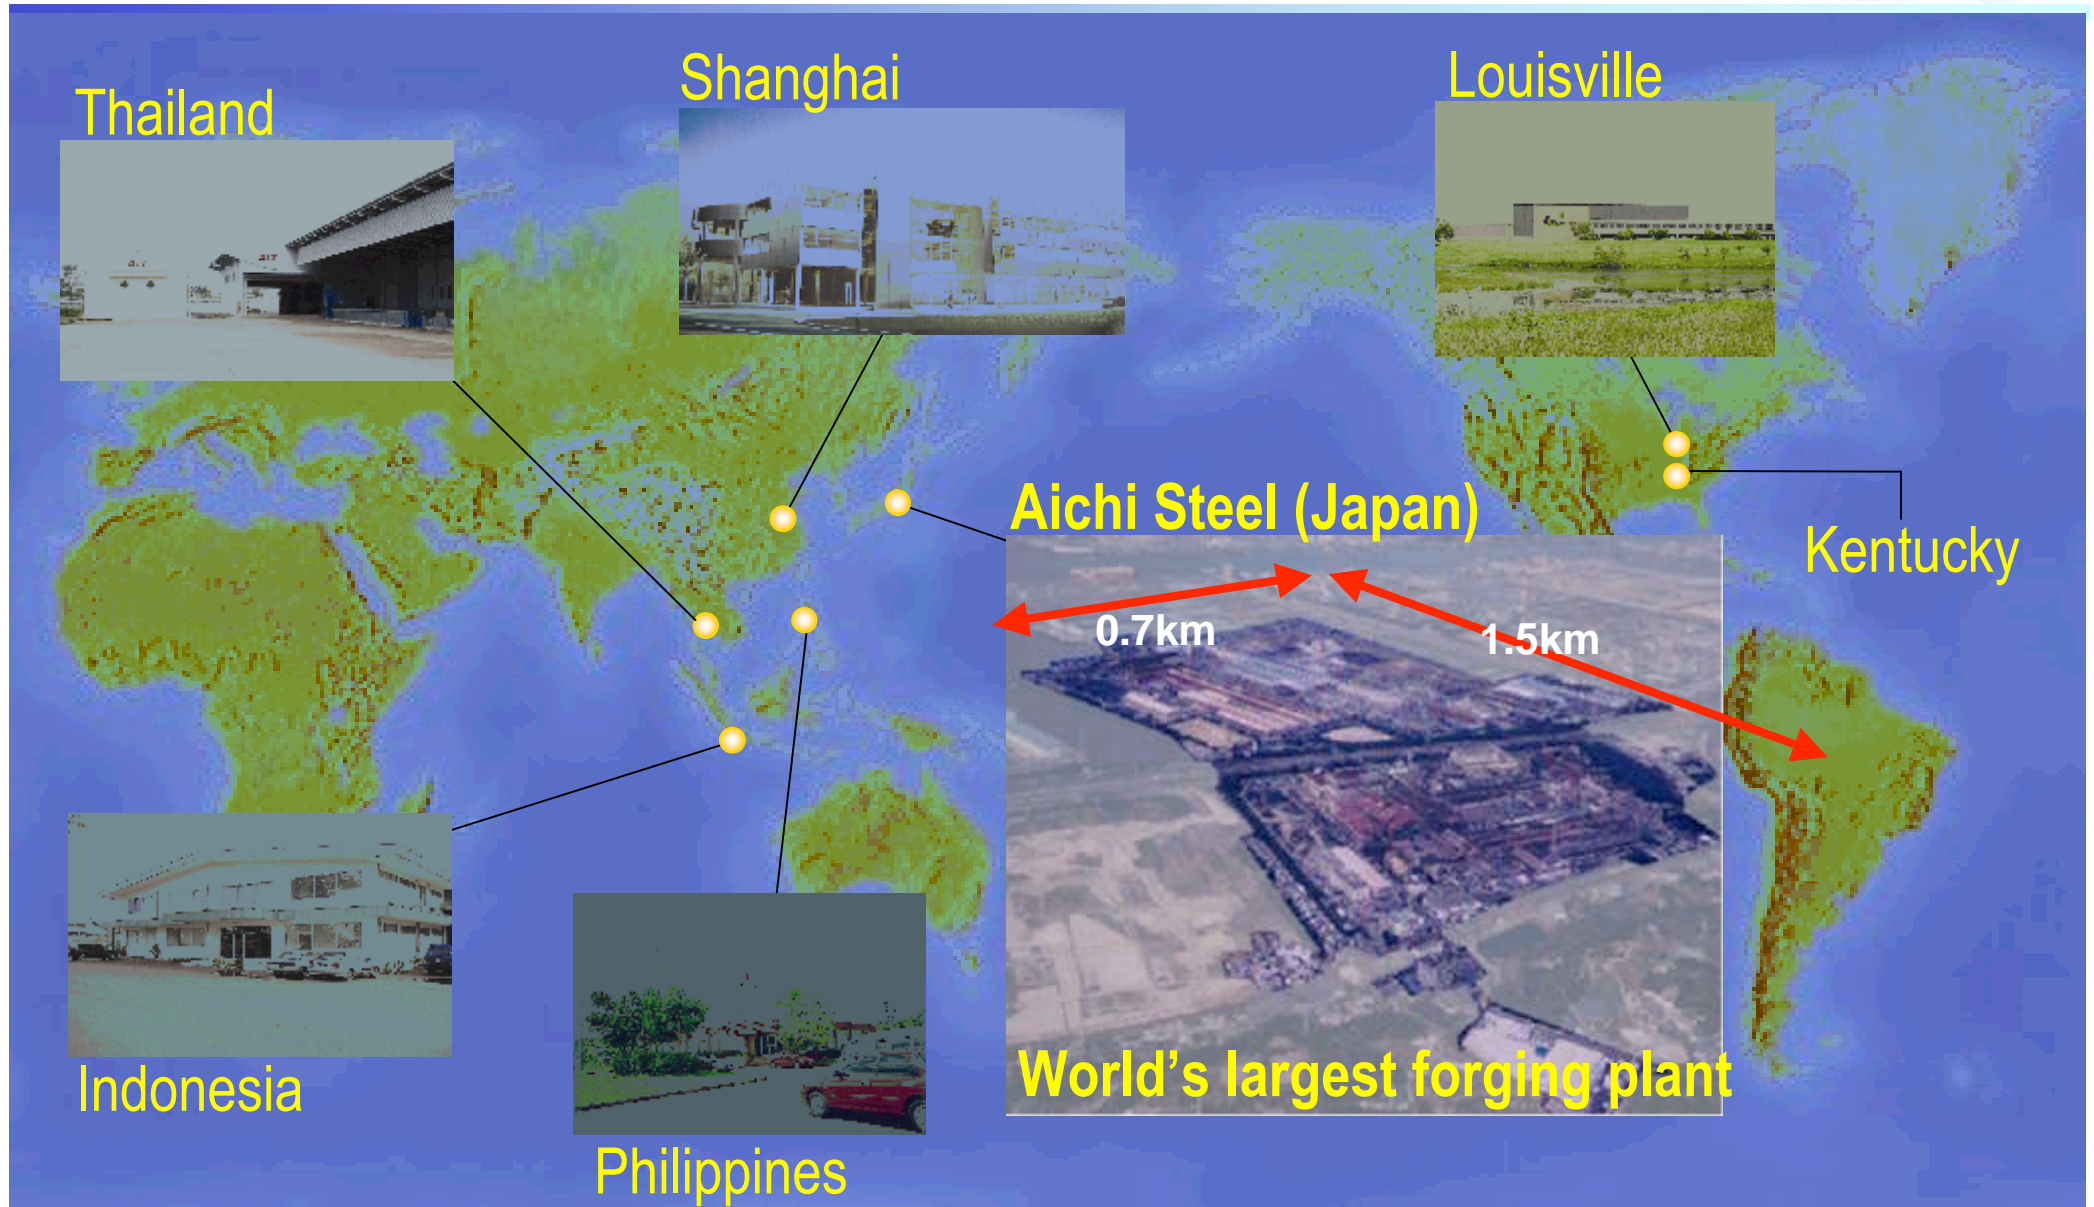 Shanghai
Louisville
Thailand
Aichi Steel (Japan)
Kentucky
0.7km
1.5km
World’s largest forging plant
Indonesia
Philippines